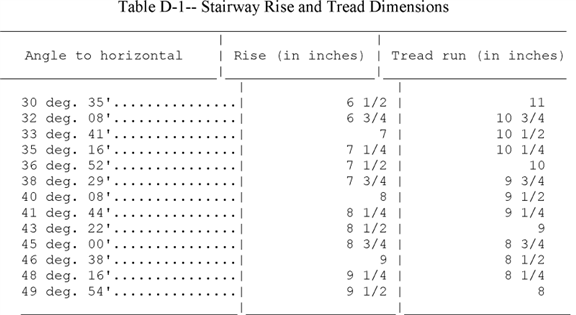 Table D-1-- Stairway Rise and Tread Dimensions
Angle to horizontal | Rise (in inches) | Tread run (in inches)
30 deg. 35'...............| 6 1/2 | 11
32 deg. 08'...............| 6 3/4 | 10 3/4
33 deg. 41'...............| 7 | 10 1/2
35 deg. 16'...............| 7 1/4 | 10 1/4
36 deg. 52'...............| 7 1/2 | 10
38 deg. 29'...............| 7 3/4 | 9 3/4
40 deg. 08'...............| 8 | 9 1/2
41 deg. 44'...............| 8 1/4 | 9 1/4
43 deg. 22'...............| 8 1/2 | 9
45 deg. 00'...............| 8 3/4 | 8 3/4
46 deg. 38'...............| 9 | 8 1/2
48 deg. 16'...............| 9 1/4 | 8 1/4
49 deg. 54'...............| 9 1/2 | 8